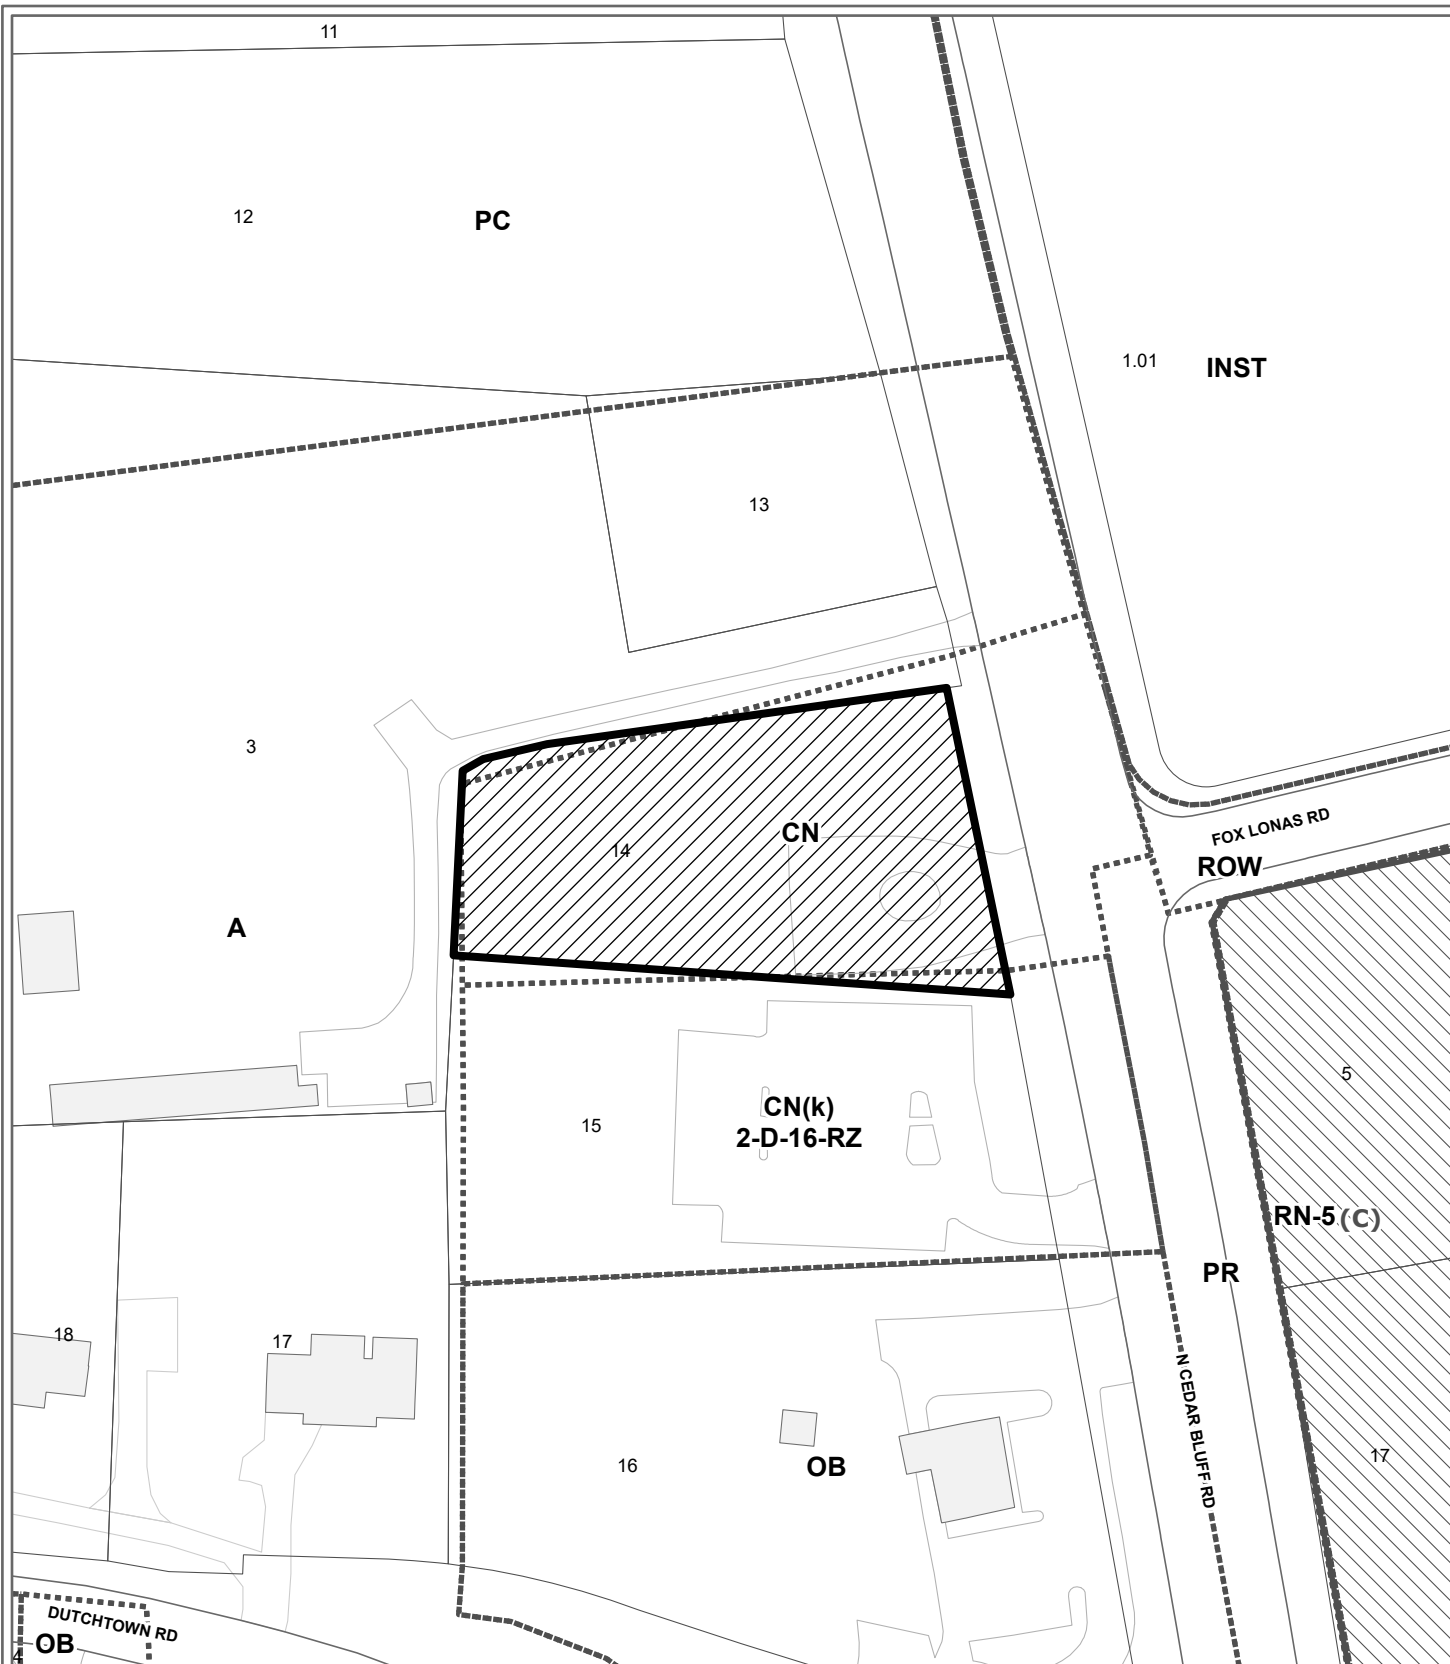 11
12
PC
1.01
INST
13
3
14
CN
FOX LONAS RD
ROW
A
5
15
CN(k)
2-D-16-RZ
RN-5 (C)
PR
18
17
N CEDAR BLUFF RD
16
OB
17
DUTCHTOWN RD
OB
4